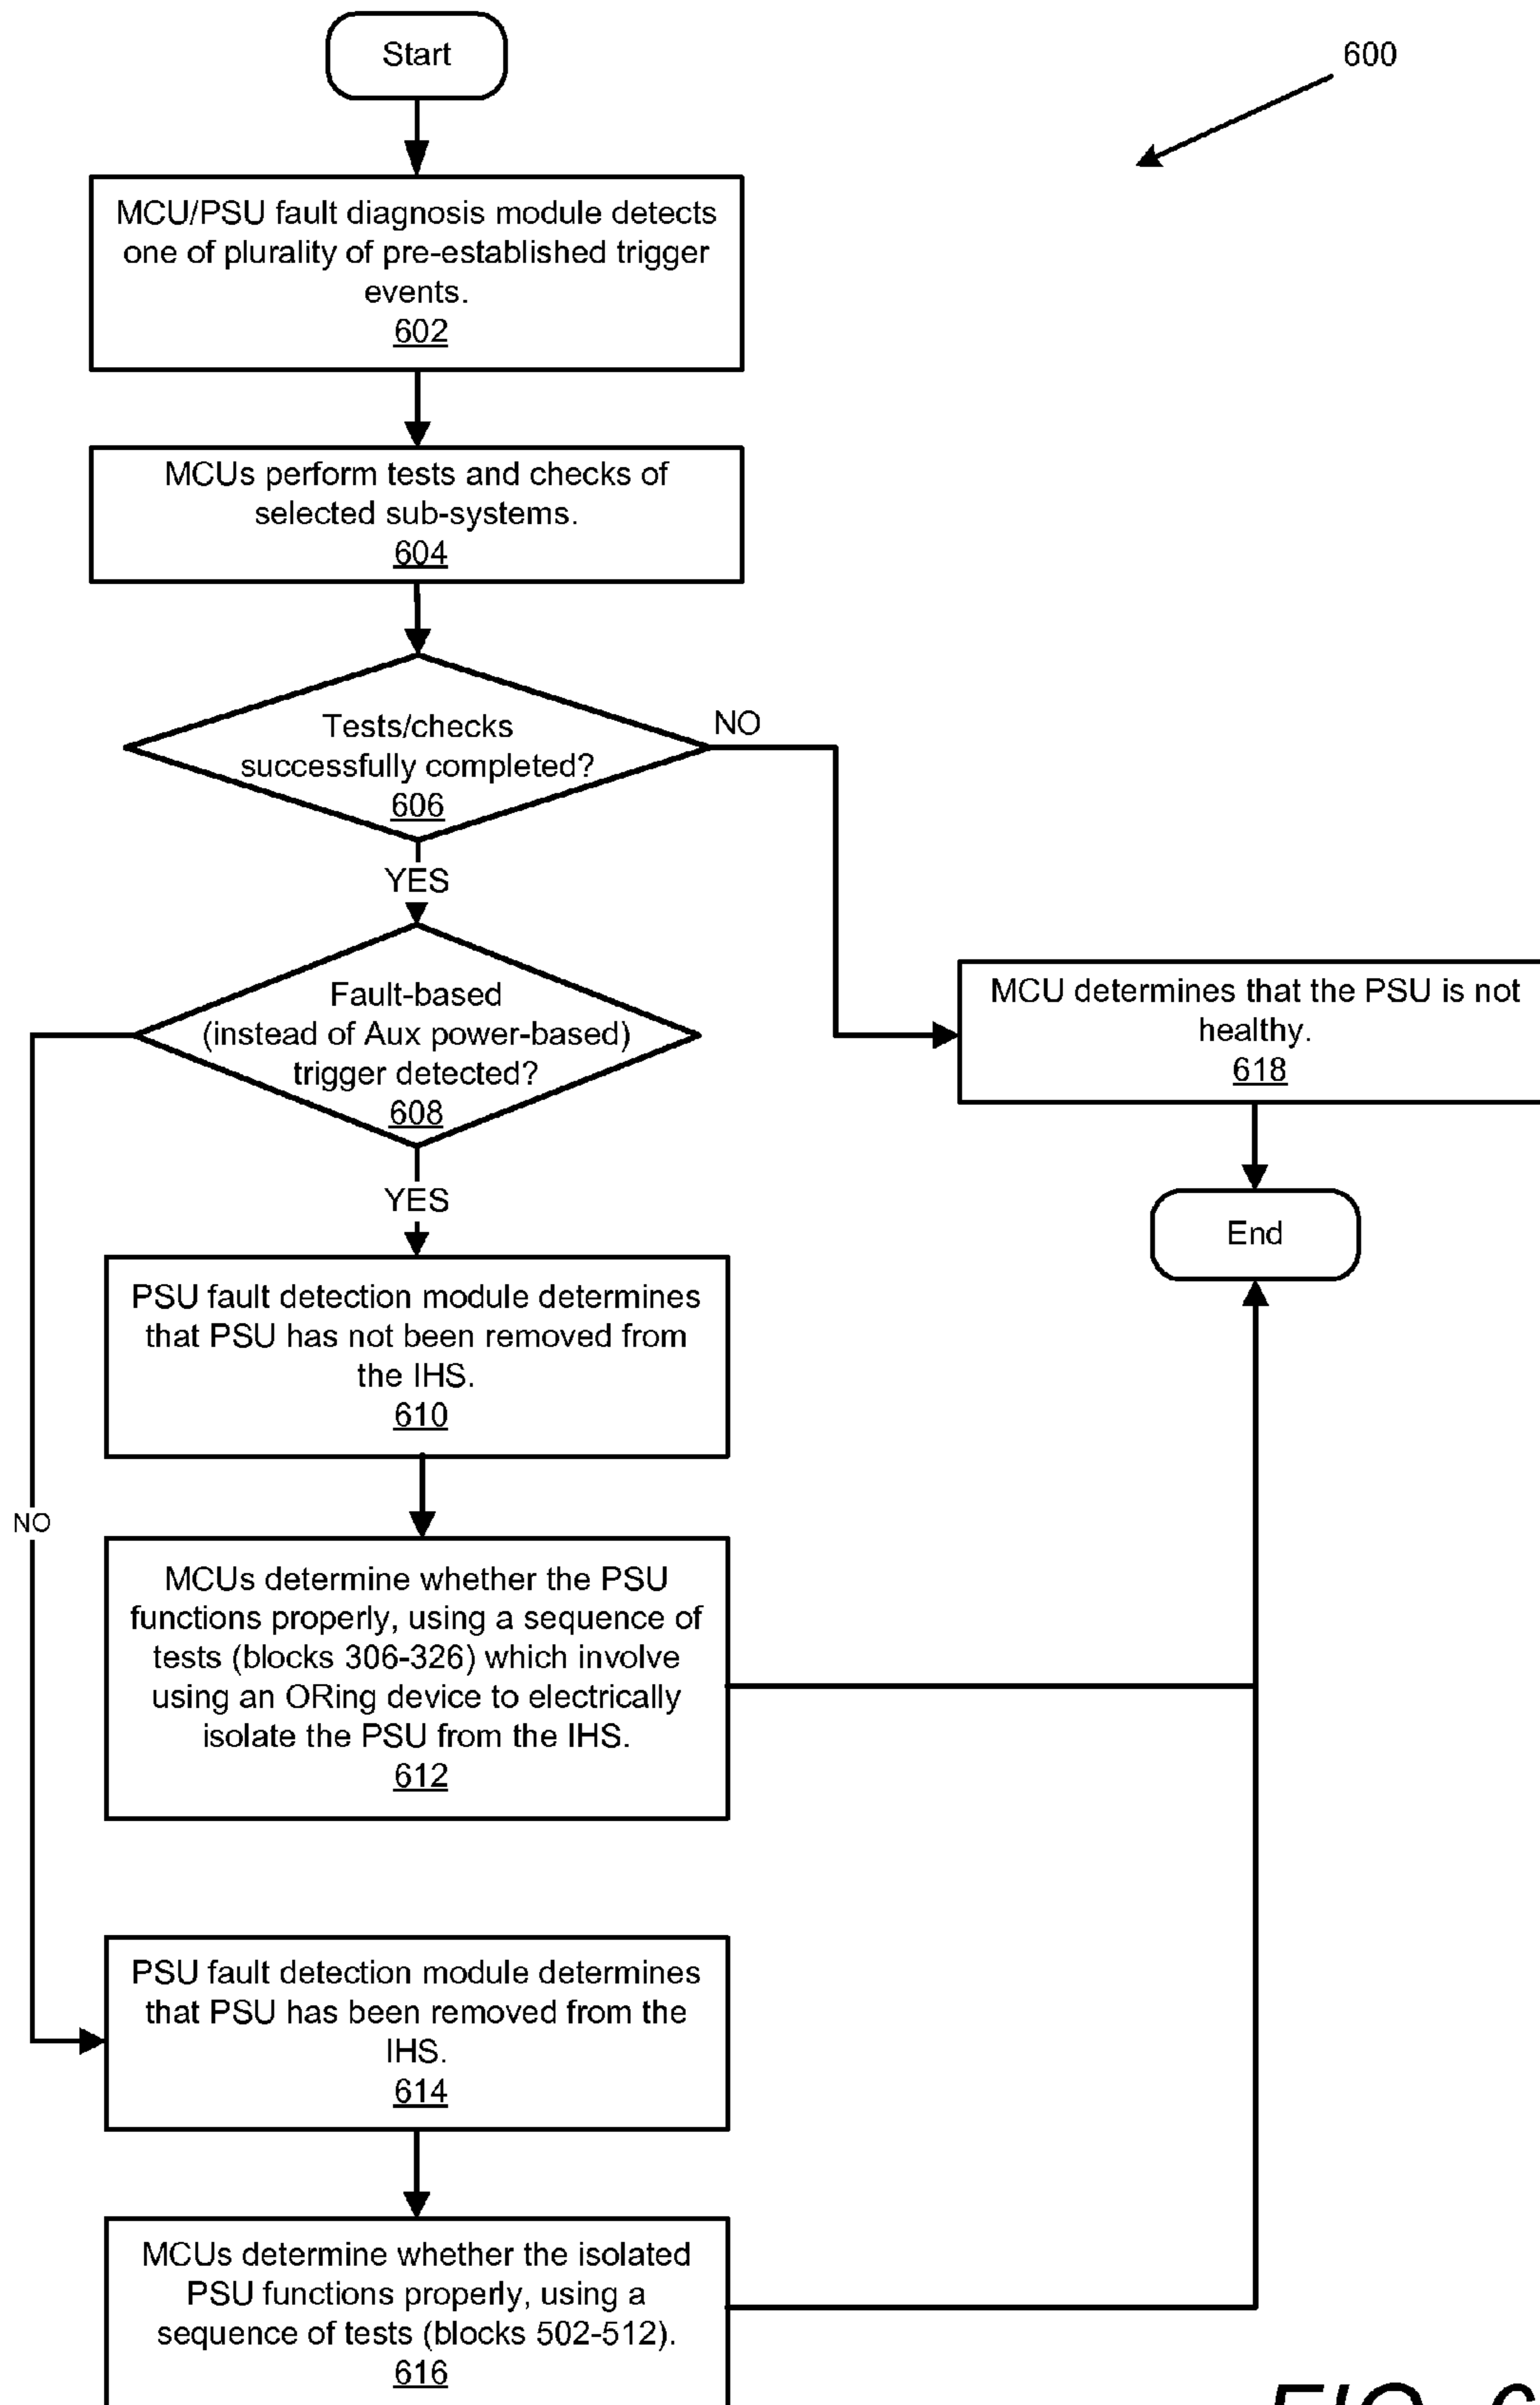 Start
600
MCU/PSU fault diagnosis module detects
one of plurality of pre-established trigger
events.
602
MCUs perform tests and checks of
selected sub-systems.
604
Tests/checks
successfully completed?
606
NO
YES
Fault-based
(instead of Aux power-based)
trigger detected?
608
MCU determines that the PSU is not
healthy.
618
YES
End
PSU fault detection module determines
that PSU has not been removed from
the IHS.
610
NO
MCUs determine whether the PSU
functions properly, using a sequence of
tests (blocks 306-326) which involve
using an ORing device to electrically
isolate the PSU from the IHS.
612
PSU fault detection module determines
that PSU has been removed from the
IHS.
614
MCUs determine whether the isolated
PSU functions properly, using a
sequence of tests (blocks 502-512).
616
FIG. 6